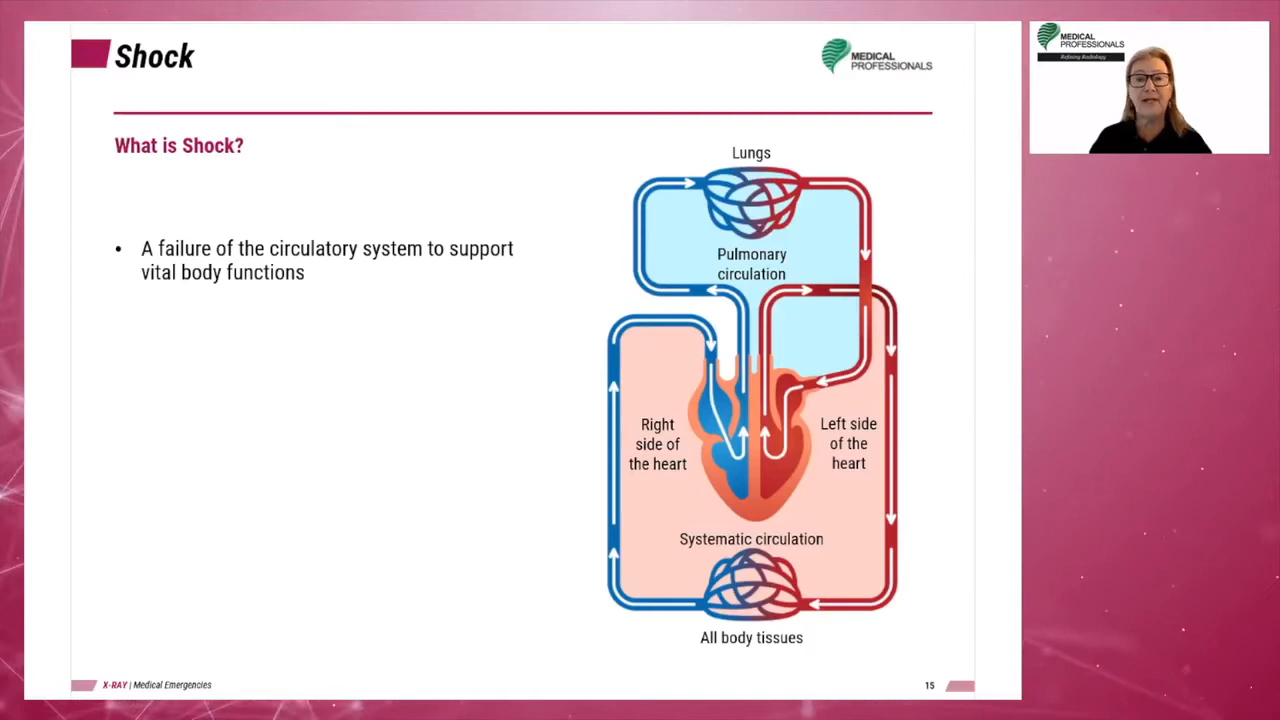 Shock
MEDICAL
PROFESSIONALS
MEDICAL
PROFESSIONALS
Refining Radiology
What is Shock?
• A failure of the circulatory system to support
vital body functions
Lungs
Pulmonary
circulation
Right
side of
the heart
Left side
of the
heart
Systematic circulation
All body tissues
X-RAY | Medical Emergencies
15